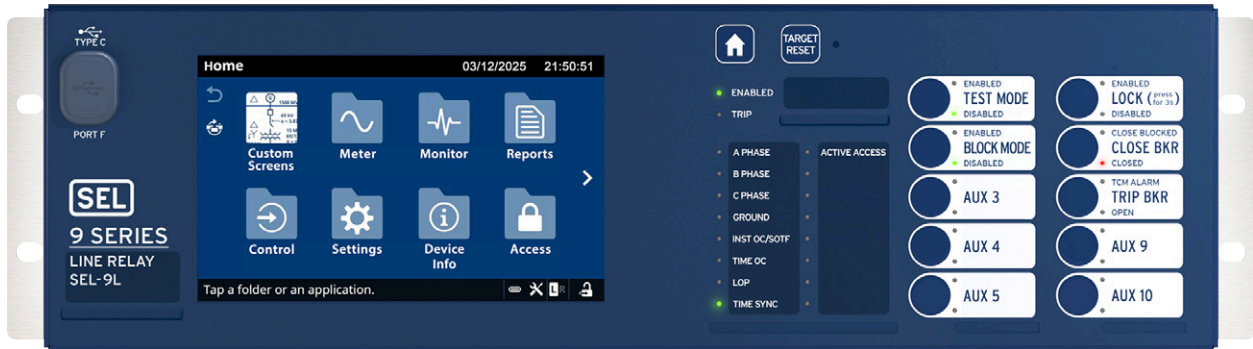 TYPE C
PORT F
SEL
9 SERIES
LINE RELAY
SEL-9L
Home 03/12/2025 21:50:51
Custom Screens
Meter
Monitor
Reports
Control
Settings
Device Info
Access
Tap a folder or an application.
L R
TARGET
RESET
ENABLED
TRIP
A PHASE
B PHASE
C PHASE
GROUND
INST OC/SOTF
TIME OC
LOP
TIME SYNC
ACTIVE ACCESS
ENABLED
TEST MODE
DISABLED
ENABLED
BLOCK MODE
DISABLED
AUX 3
AUX 4
AUX 5
ENABLED
LOCK (press for 3s)
DISABLED
CLOSE BLOCKED
CLOSE BKR
CLOSED
TCM ALARM
TRIP BKR
OPEN
AUX 9
AUX 10